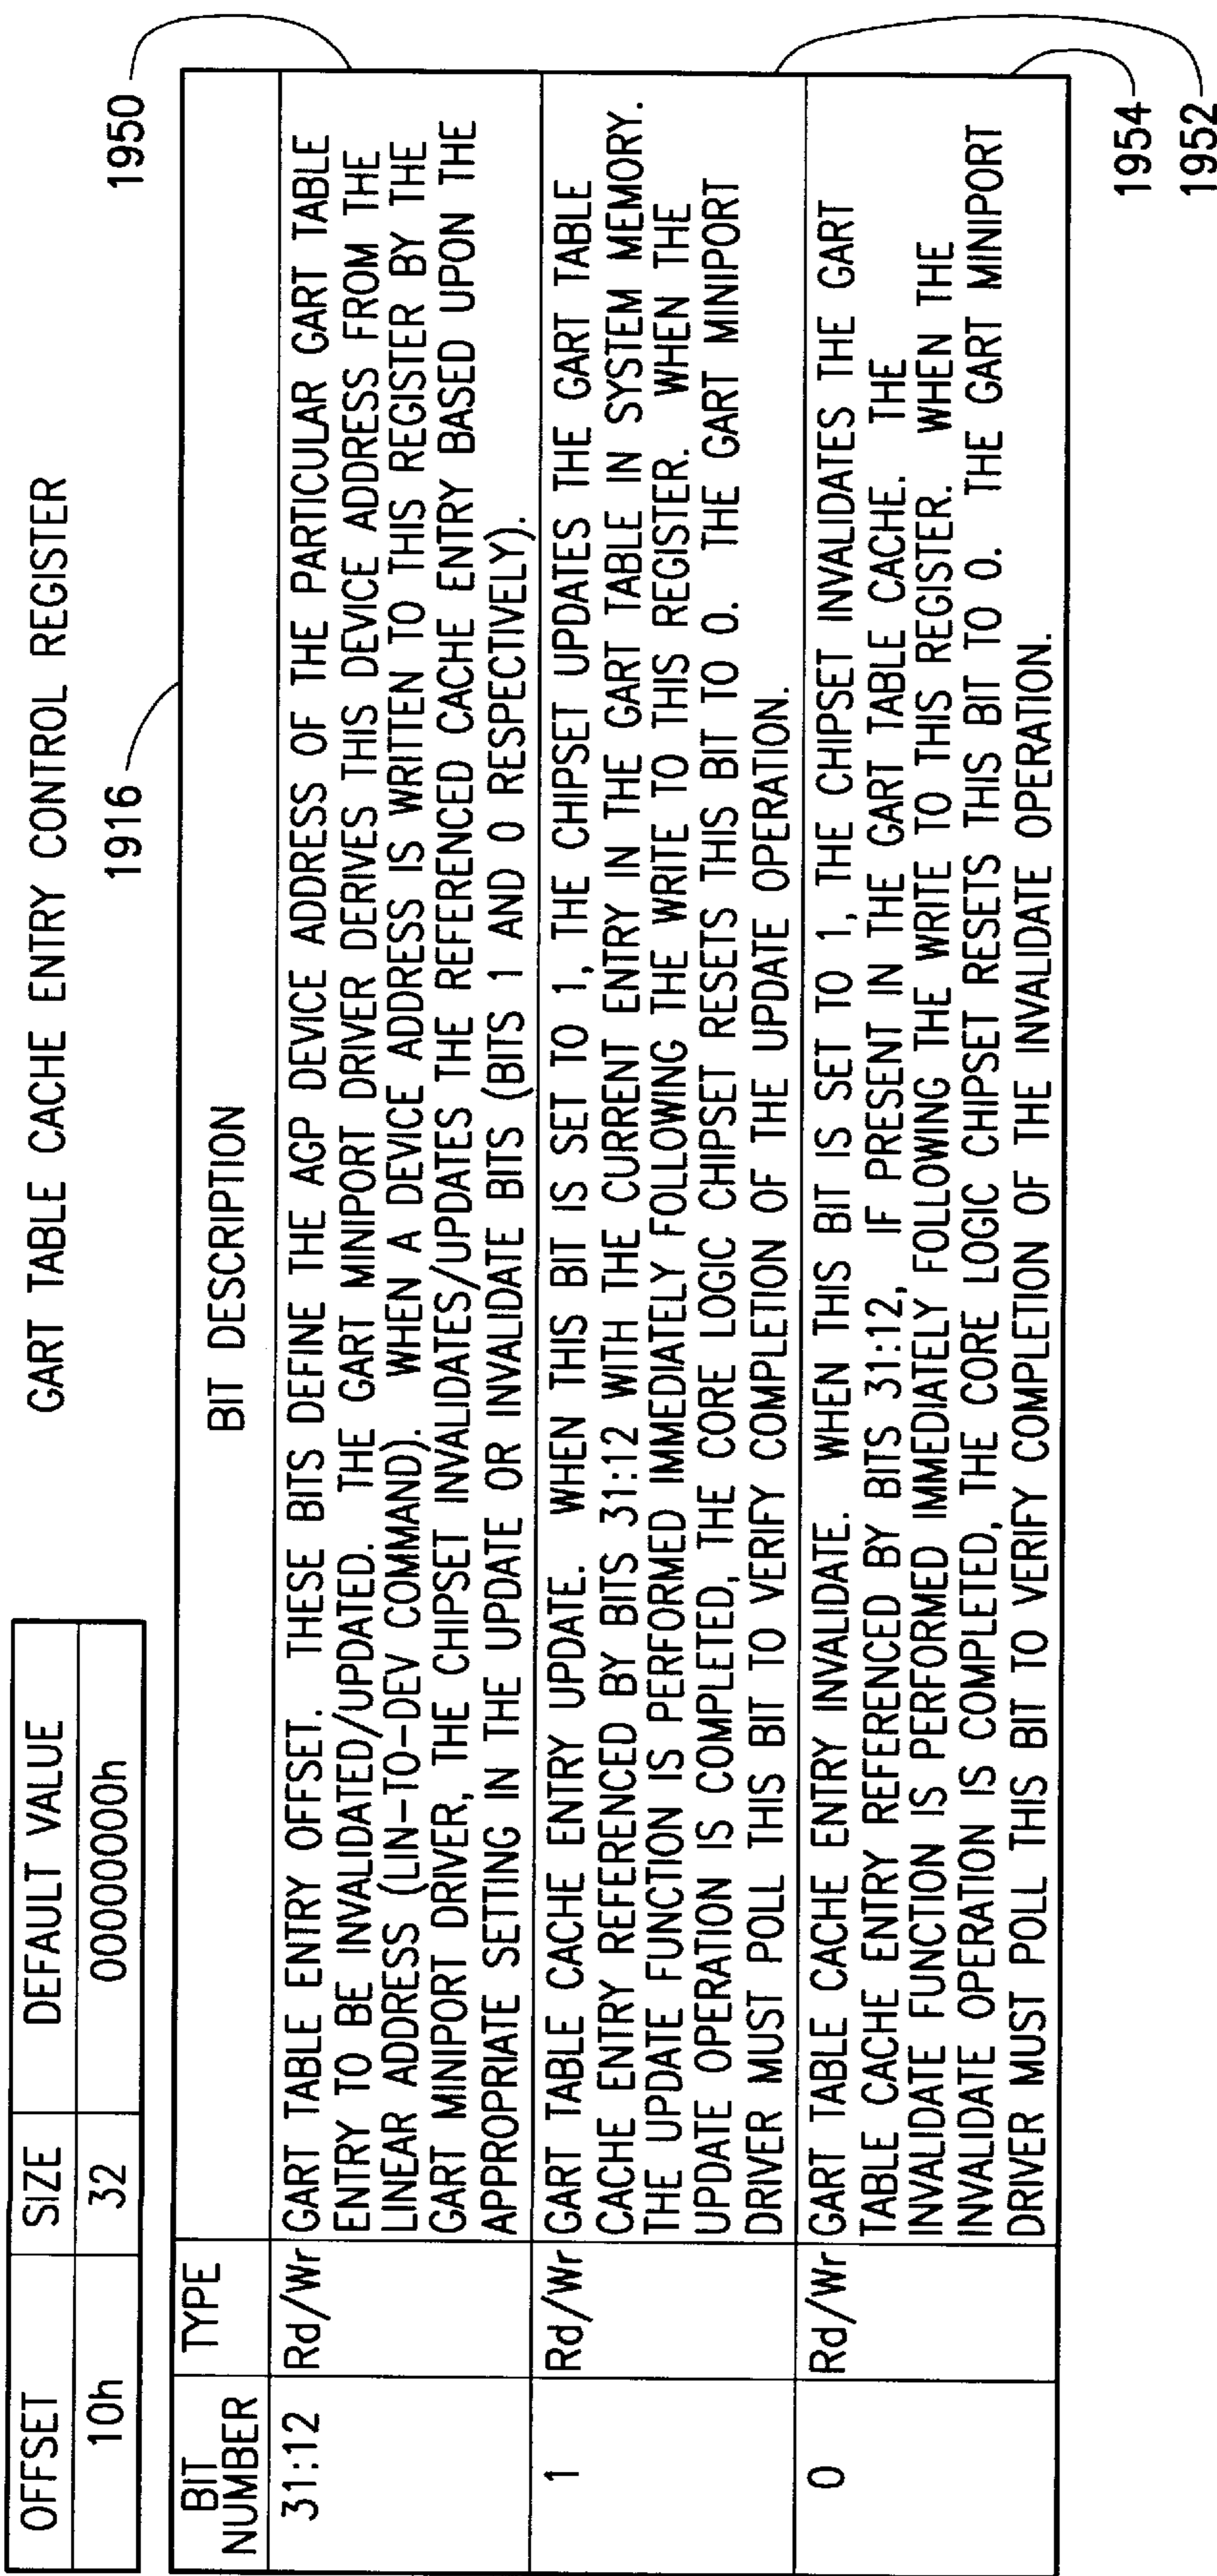 GART TABLE CACHE ENTRY CONTROL REGISTER
OFFSET SIZE DEFAULT VALUE
10h 32 00000000h
1916
1950
BIT NUMBER TYPE BIT DESCRIPTION
31:12 Rd/Wr GART TABLE ENTRY OFFSET. THESE BITS DEFINE THE AGP DEVICE ADDRESS OF THE PARTICULAR GART TABLE
ENTRY TO BE INVALIDATED/UPDATED. THE GART MINIPORT DRIVER DERIVES THIS DEVICE ADDRESS FROM THE
LINEAR ADDRESS (LIN-TO-DEV COMMAND). WHEN A DEVICE ADDRESS IS WRITTEN TO THIS REGISTER BY THE
GART MINIPORT DRIVER, THE CHIPSET INVALIDATES/UPDATES THE REFERENCED CACHE ENTRY BASED UPON THE
APPROPRIATE SETTING IN THE UPDATE OR INVALIDATE BITS (BITS 1 AND 0 RESPECTIVELY).
1 Rd/Wr GART TABLE CACHE ENTRY UPDATE. WHEN THIS BIT IS SET TO 1, THE CHIPSET UPDATES THE GART TABLE
CACHE ENTRY REFERENCED BY BITS 31:12 WITH THE CURRENT ENTRY IN THE GART TABLE IN SYSTEM MEMORY.
THE UPDATE FUNCTION IS PERFORMED IMMEDIATELY FOLLOWING THE WRITE TO THIS REGISTER. WHEN THE
UPDATE OPERATION IS COMPLETED, THE CORE LOGIC CHIPSET RESETS THIS BIT TO 0. THE GART MINIPORT
DRIVER MUST POLL THIS BIT TO VERIFY COMPLETION OF THE UPDATE OPERATION.
0 Rd/Wr GART TABLE CACHE ENTRY INVALIDATE. WHEN THIS BIT IS SET TO 1, THE CHIPSET INVALIDATES THE GART
TABLE CACHE ENTRY REFERENCED BY BITS 31:12, IF PRESENT IN THE GART TABLE CACHE. THE
INVALIDATE FUNCTION IS PERFORMED IMMEDIATELY FOLLOWING THE WRITE TO THIS REGISTER. WHEN THE
INVALIDATE OPERATION IS COMPLETED, THE CORE LOGIC CHIPSET RESETS THIS BIT TO 0. THE GART MINIPORT
DRIVER MUST POLL THIS BIT TO VERIFY COMPLETION OF THE INVALIDATE OPERATION.
1954
1952